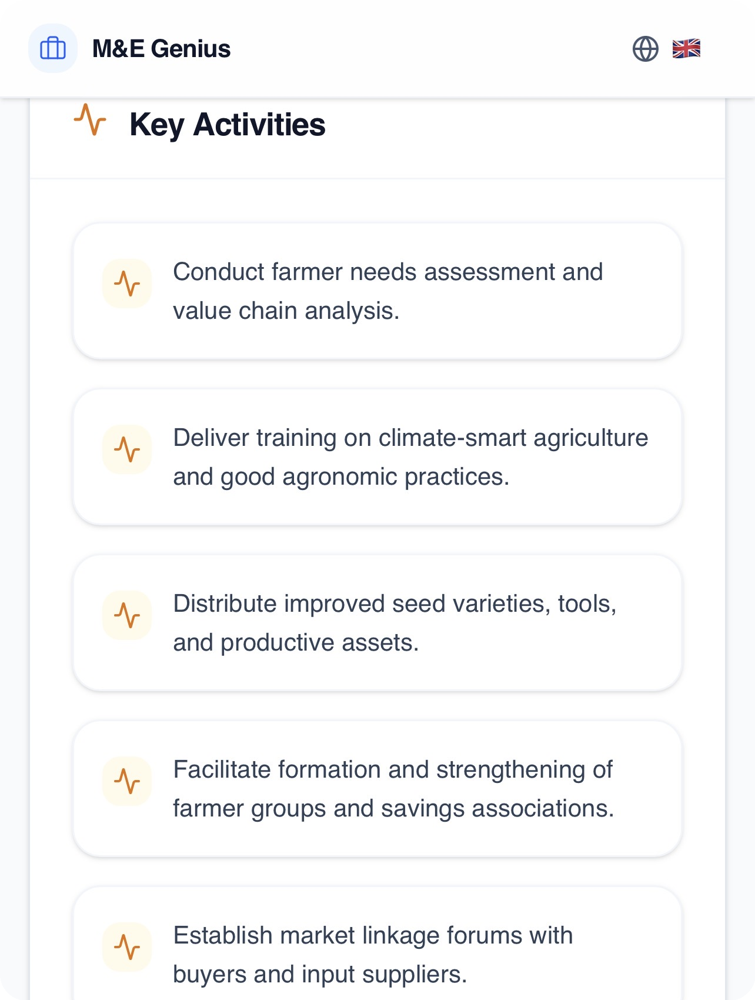 M&E Genius
Key Activities
Conduct farmer needs assessment and
value chain analysis.
Deliver training on climate-smart agriculture
and good agronomic practices.
Distribute improved seed varieties, tools,
and productive assets.
Facilitate formation and strengthening of
farmer groups and savings associations.
Establish market linkage forums with
buyers and input suppliers.